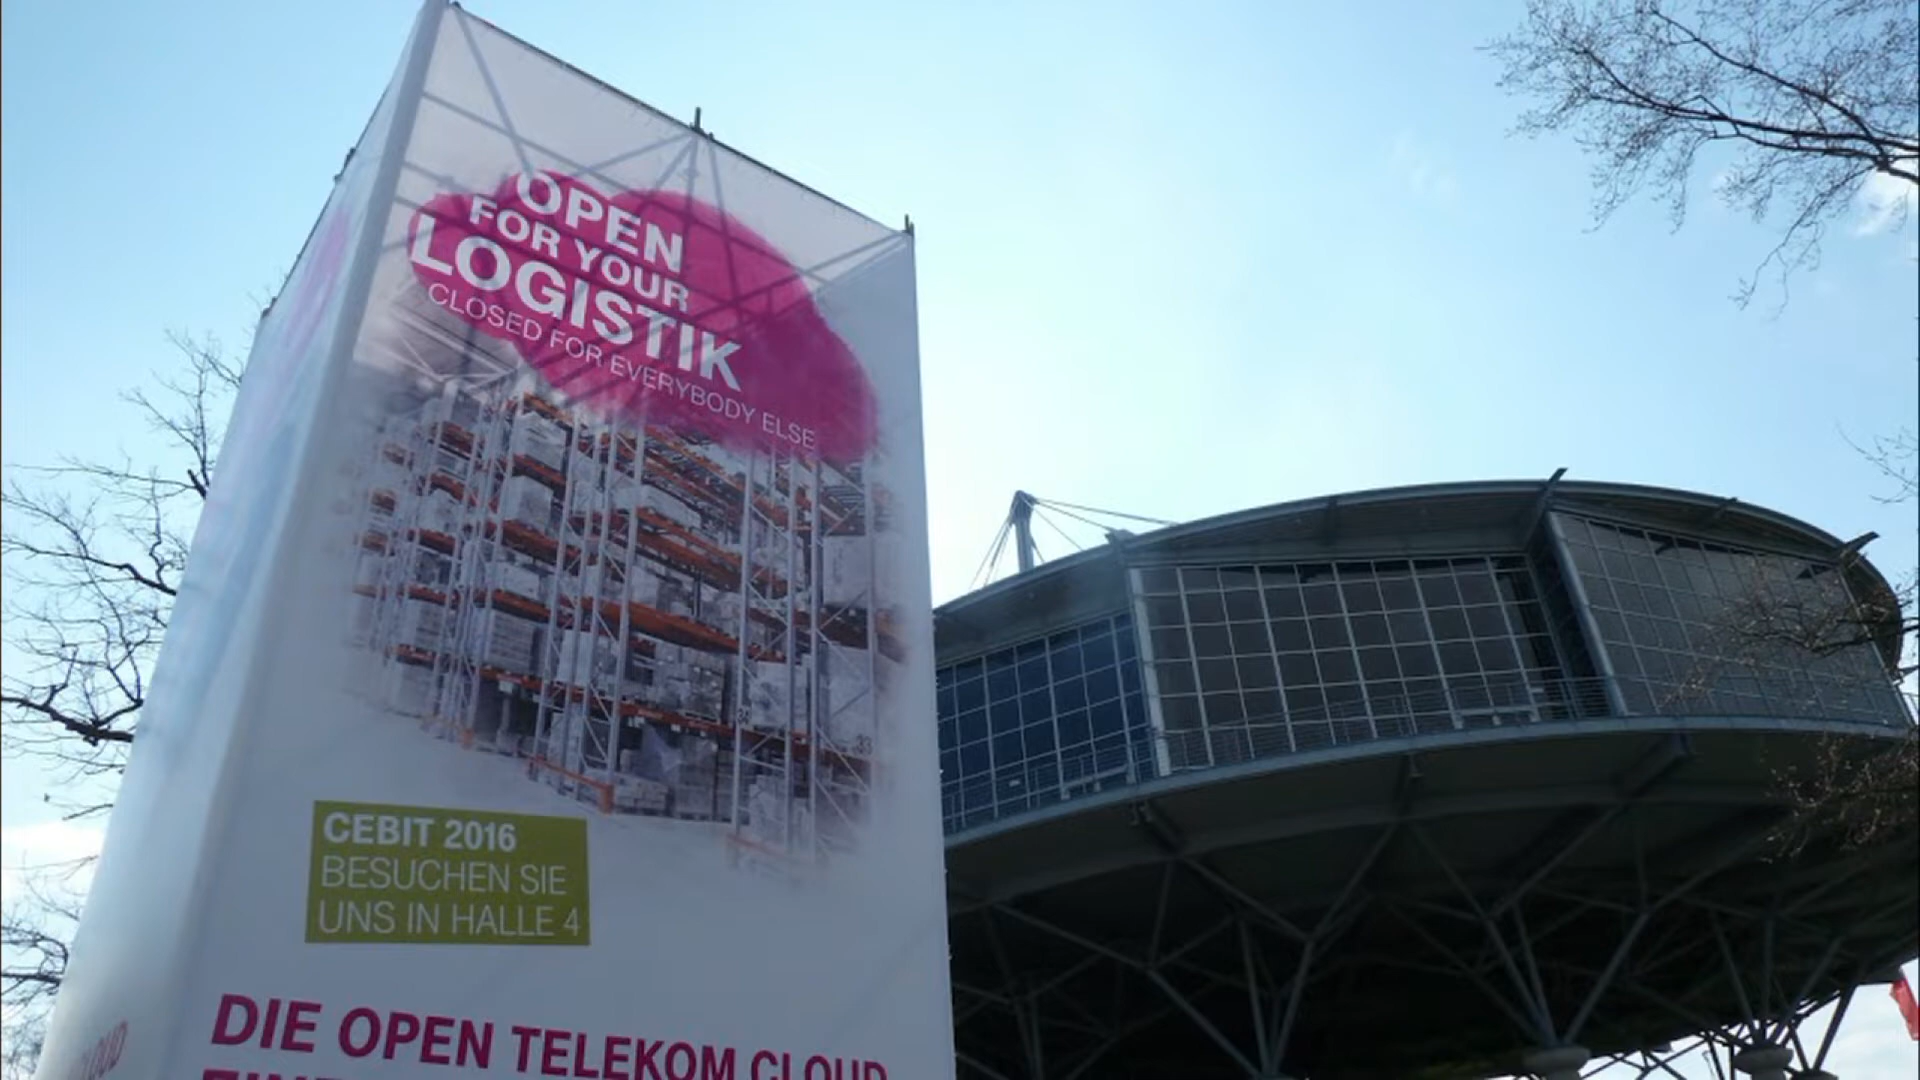 OPEN
FOR YOUR
LOGISTIK
CLOSED FOR EVERYBODY ELSE
CEBIT 2016
BESUCHEN SIE
UNS IN HALLE 4
DIE OPEN TELEKOM CLOUD